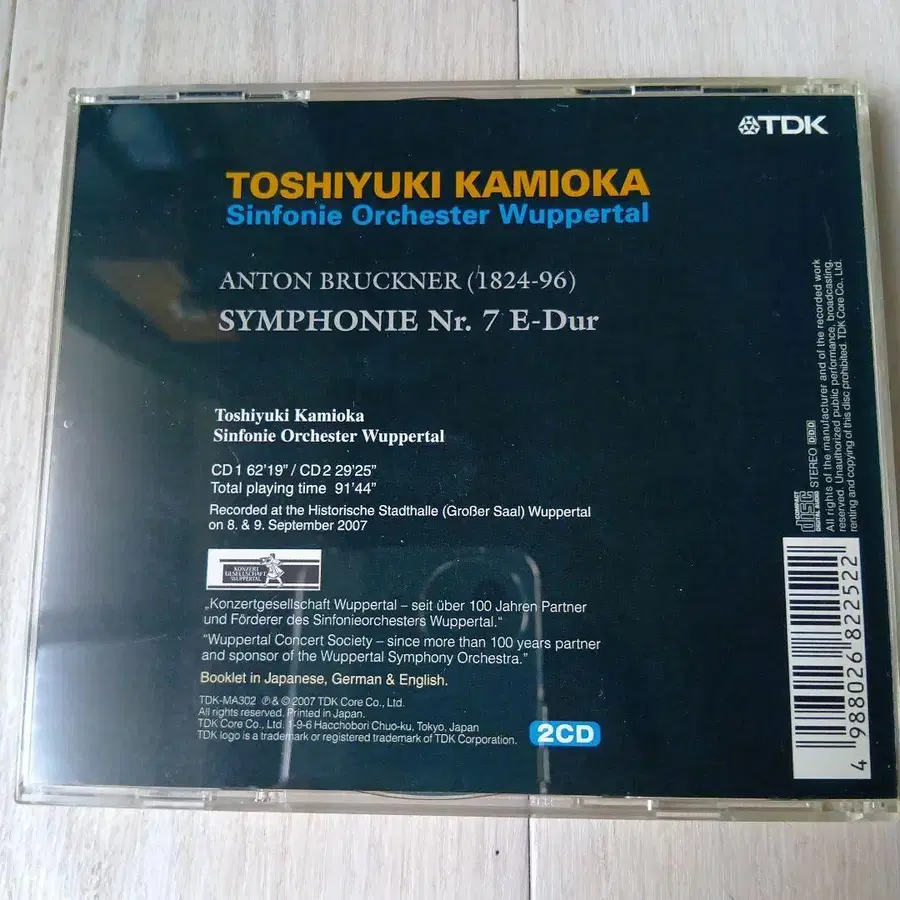 TDK
TOSHIYUKI KAMIOKA
Sinfonie Orchester Wuppertal
ANTON BRUCKNER (1824-96)
SYMPHONIE Nr. 7 E-Dur
Toshiyuki Kamioka
Sinfonie Orchester Wuppertal
CD 1 62'19" / CD 2 29'25"
Total playing time 91'44"
Recorded at the Historische Stadthalle (Großer Saal) Wuppertal
on 8. & 9. September 2007
KONZERT
GESELLSCHAFT
WUPPERTAL
„Konzertgesellschaft Wuppertal – seit über 100 Jahren Partner
und Förderer des Sinfonieorchesters Wuppertal.“
“Wuppertal Concert Society – since more than 100 years partner
and sponsor of the Wuppertal Symphony Orchestra.”
Booklet in Japanese, German & English.
TDK-MA302 ℗ & © 2007 TDK Core Co., Ltd.
All rights reserved. Printed in Japan.
TDK Core Co., Ltd. 1-9-6 Hacchobori Chuo-ku, Tokyo, Japan
TDK logo is a trademark or registered trademark of TDK Corporation.
2CD
COMPACT
disc
DIGITAL AUDIO
STEREO DDD
All rights of the manufacturer and of the recorded work
reserved. Unauthorized public performance, broadcasting,
renting and copying of this disc prohibited. TDK Core Co., Ltd.
4 988026 822522